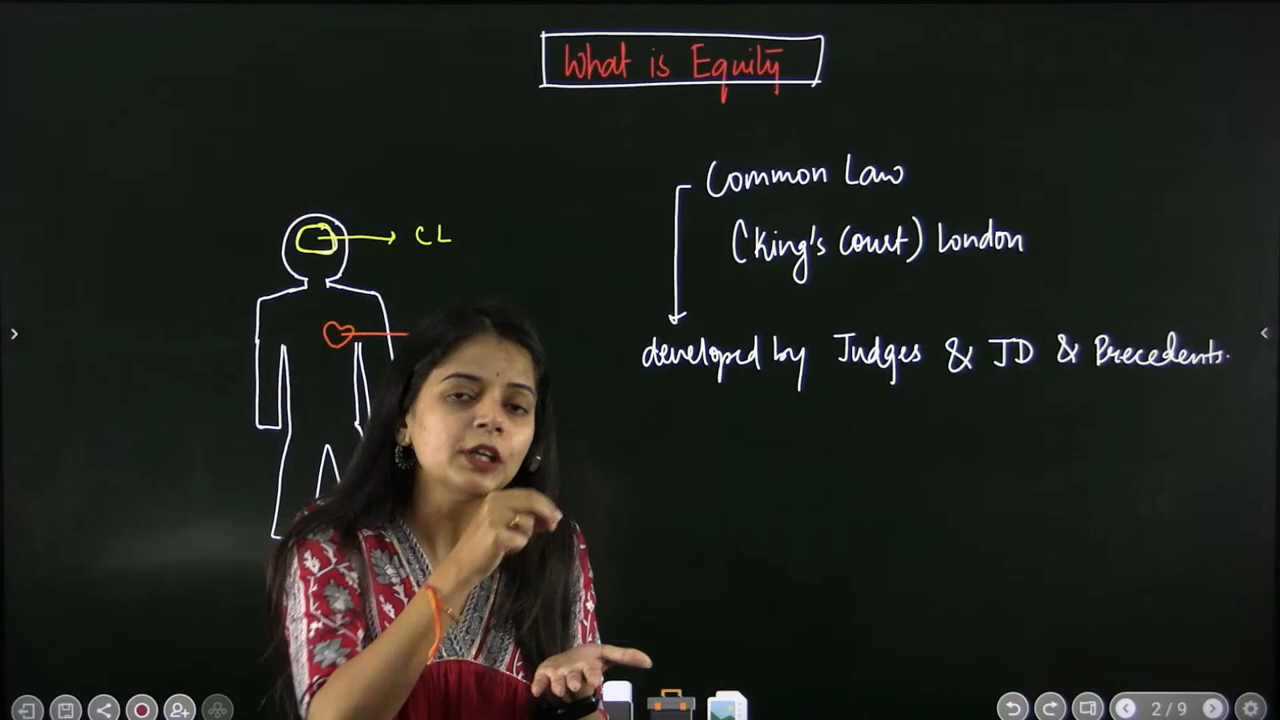 What is Equity
Common Law
(King's Court) London
CL
developed by Judges & JD & Precedents.
2/9